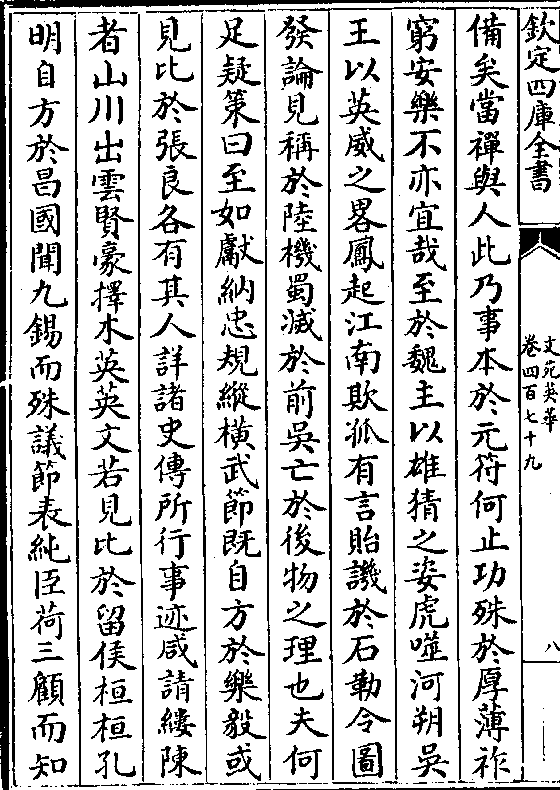 欽定四庫全書
文苑英華
卷四百七十九
八
備矣當禪與人此乃事本於元符何止功殊於厚薄祚
窮安樂不亦宜哉至於魏主以雄猜之姿虎噬河朔吳
王以英威之畧鳳起江南欺孤有言貽譏於石勒令圖
發論見稱於陸機蜀滅於前吳亡於後物之理也夫何
足疑策曰至如獻納忠規縱橫武節既自方於樂毅或
見比於張良各有其人詳諸史傳所行事迹咸請縷陳
者山川出雲賢豪擇木英英文若見比於留侯桓桓孔
明自方於昌國聞九錫而殊議節表純臣荷三顧而知